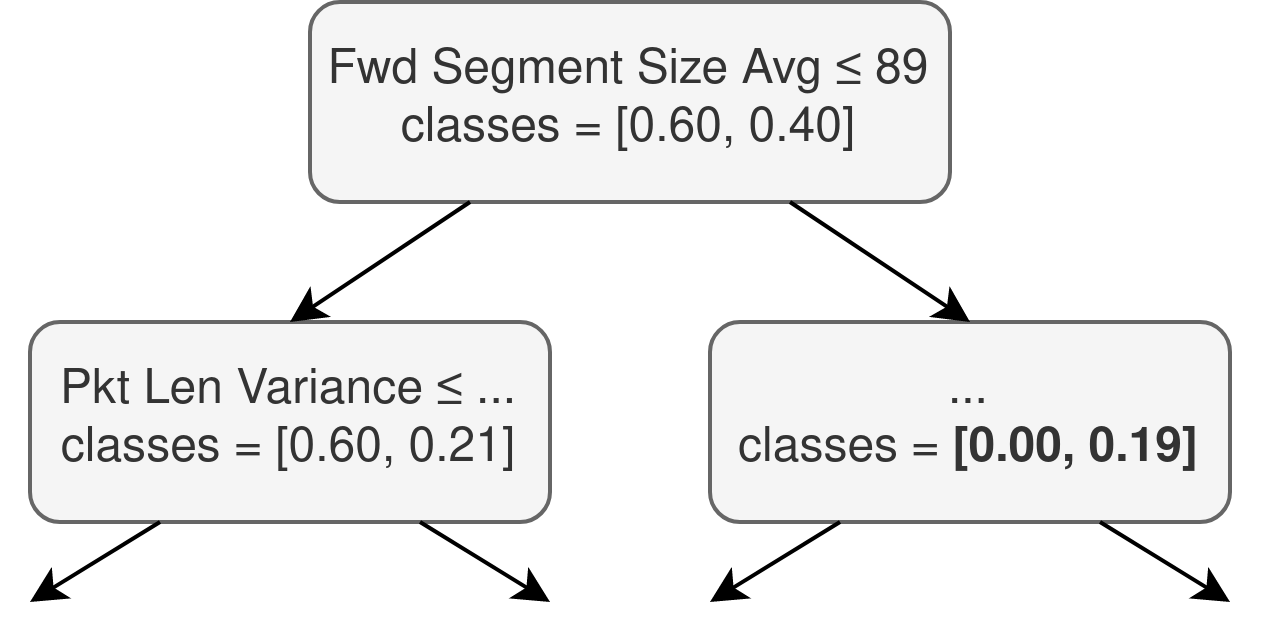 Fwd Segment Size Avg ≤ 89
classes = [0.60, 0.40]
Pkt Len Variance ≤ ...
classes = [0.60, 0.21]
...
classes = [0.00, 0.19]